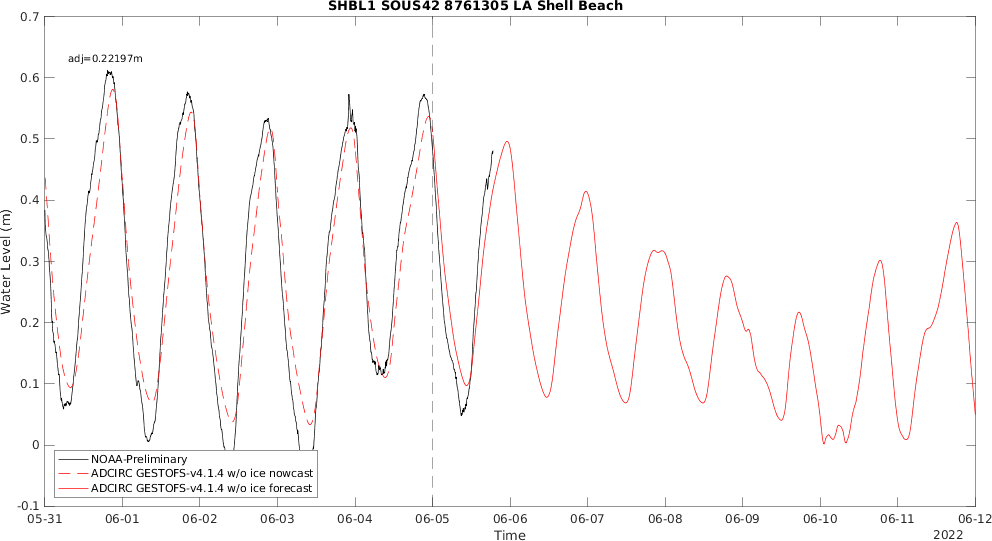 SHBL1 SOUS42 8761305 LA Shell Beach
0.7
adj=0.22197m
0.6
0.5
0.4
0.3
0.2
0.1
0
-0.1
Water Level (m)
NOAA-Preliminary
ADCIRC GESTOFS-v4.1.4 w/o ice nowcast
ADCIRC GESTOFS-v4.1.4 w/o ice forecast
05-31 06-01 06-02 06-03 06-04 06-05 06-06 06-07 06-08 06-09 06-10 06-11 06-12
Time
2022